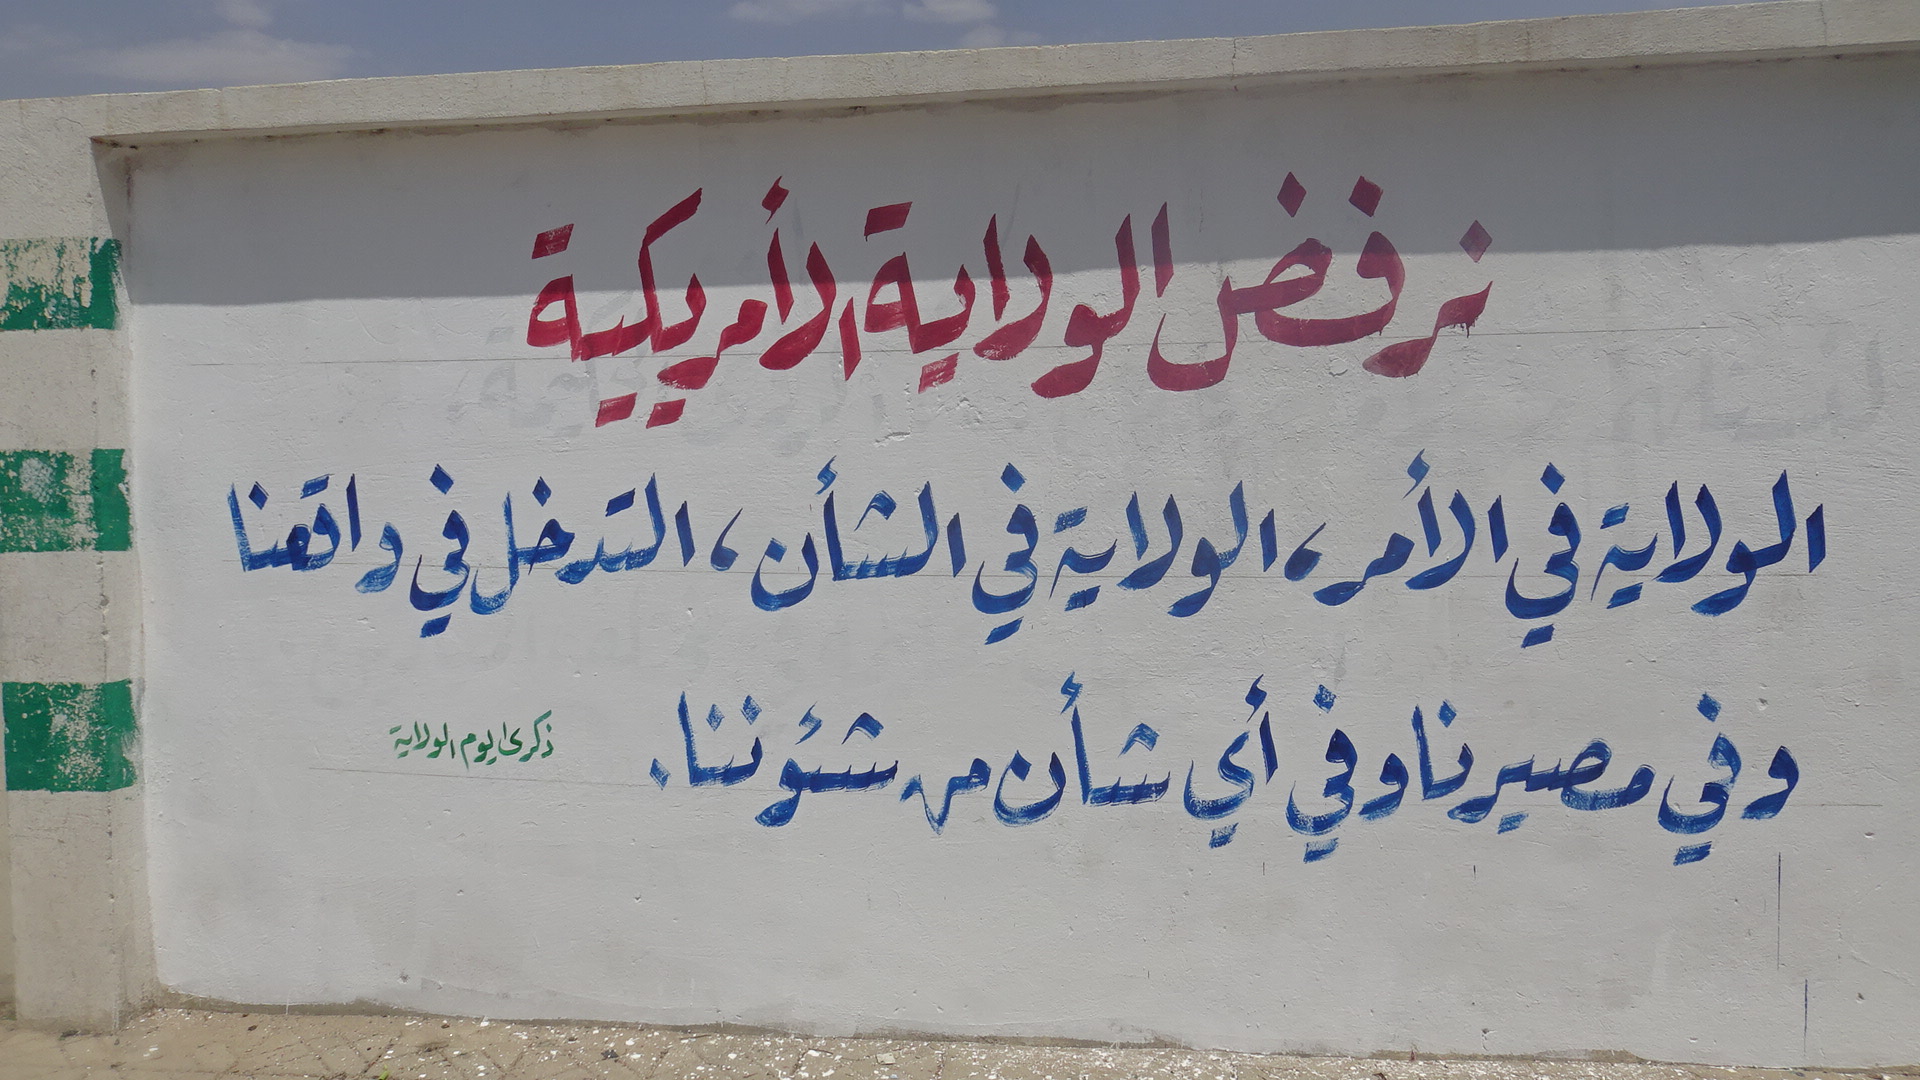 نرفض الولاية الأمريكية
الولاية في الأمر، الولاية في الشأن، التدخل في واقعنا
وفي مصيرنا وفي أي شأن من شئوننا.
ذكرى يوم الولاية